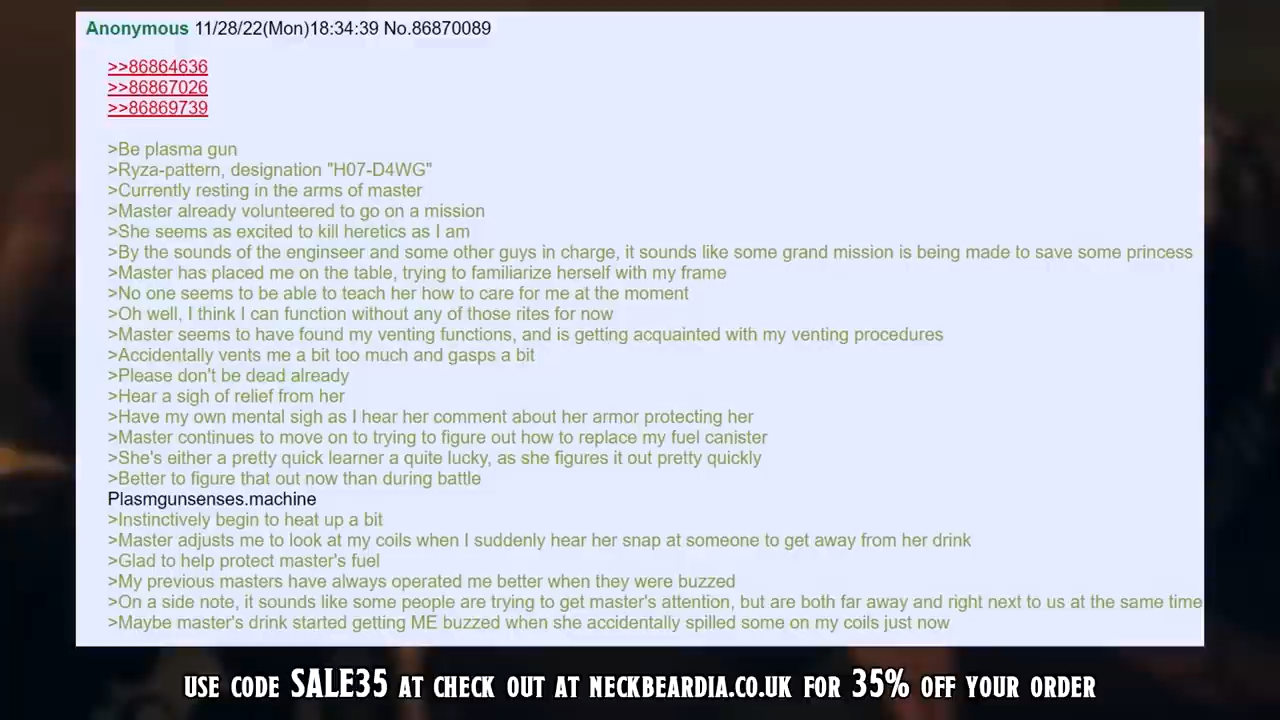 Anonymous 11/28/22(Mon)18:34:39 No.86870089
>>86864636
>>86867026
>>86869739
>Be plasma gun
>Ryza-pattern, designation "H07-D4WG"
>Currently resting in the arms of master
>Master already volunteered to go on a mission
>She seems as excited to kill heretics as I am
>By the sounds of the enginseer and some other guys in charge, it sounds like some grand mission is being made to save some princess
>Master has placed me on the table, trying to familiarize herself with my frame
>No one seems to be able to teach her how to care for me at the moment
>Oh well, I think I can function without any of those rites for now
>Master seems to have found my venting functions, and is getting acquainted with my venting procedures
>Accidentally vents me a bit too much and gasps a bit
>Please don't be dead already
>Hear a sigh of relief from her
>Have my own mental sigh as I hear her comment about her armor protecting her
>Master continues to move on to trying to figure out how to replace my fuel canister
>She's either a pretty quick learner a quite lucky, as she figures it out pretty quickly
>Better to figure that out now than during battle
Plasmgunsenses.machine
>Instinctively begin to heat up a bit
>Master adjusts me to look at my coils when I suddenly hear her snap at someone to get away from her drink
>Glad to help protect master's fuel
>My previous masters have always operated me better when they were buzzed
>On a side note, it sounds like some people are trying to get master's attention, but are both far away and right next to us at the same time
>Maybe master's drink started getting ME buzzed when she accidentally spilled some on my coils just now
USE CODE SALE35 AT CHECK OUT AT NECKBEARDIA.CO.UK FOR 35% OFF YOUR ORDER